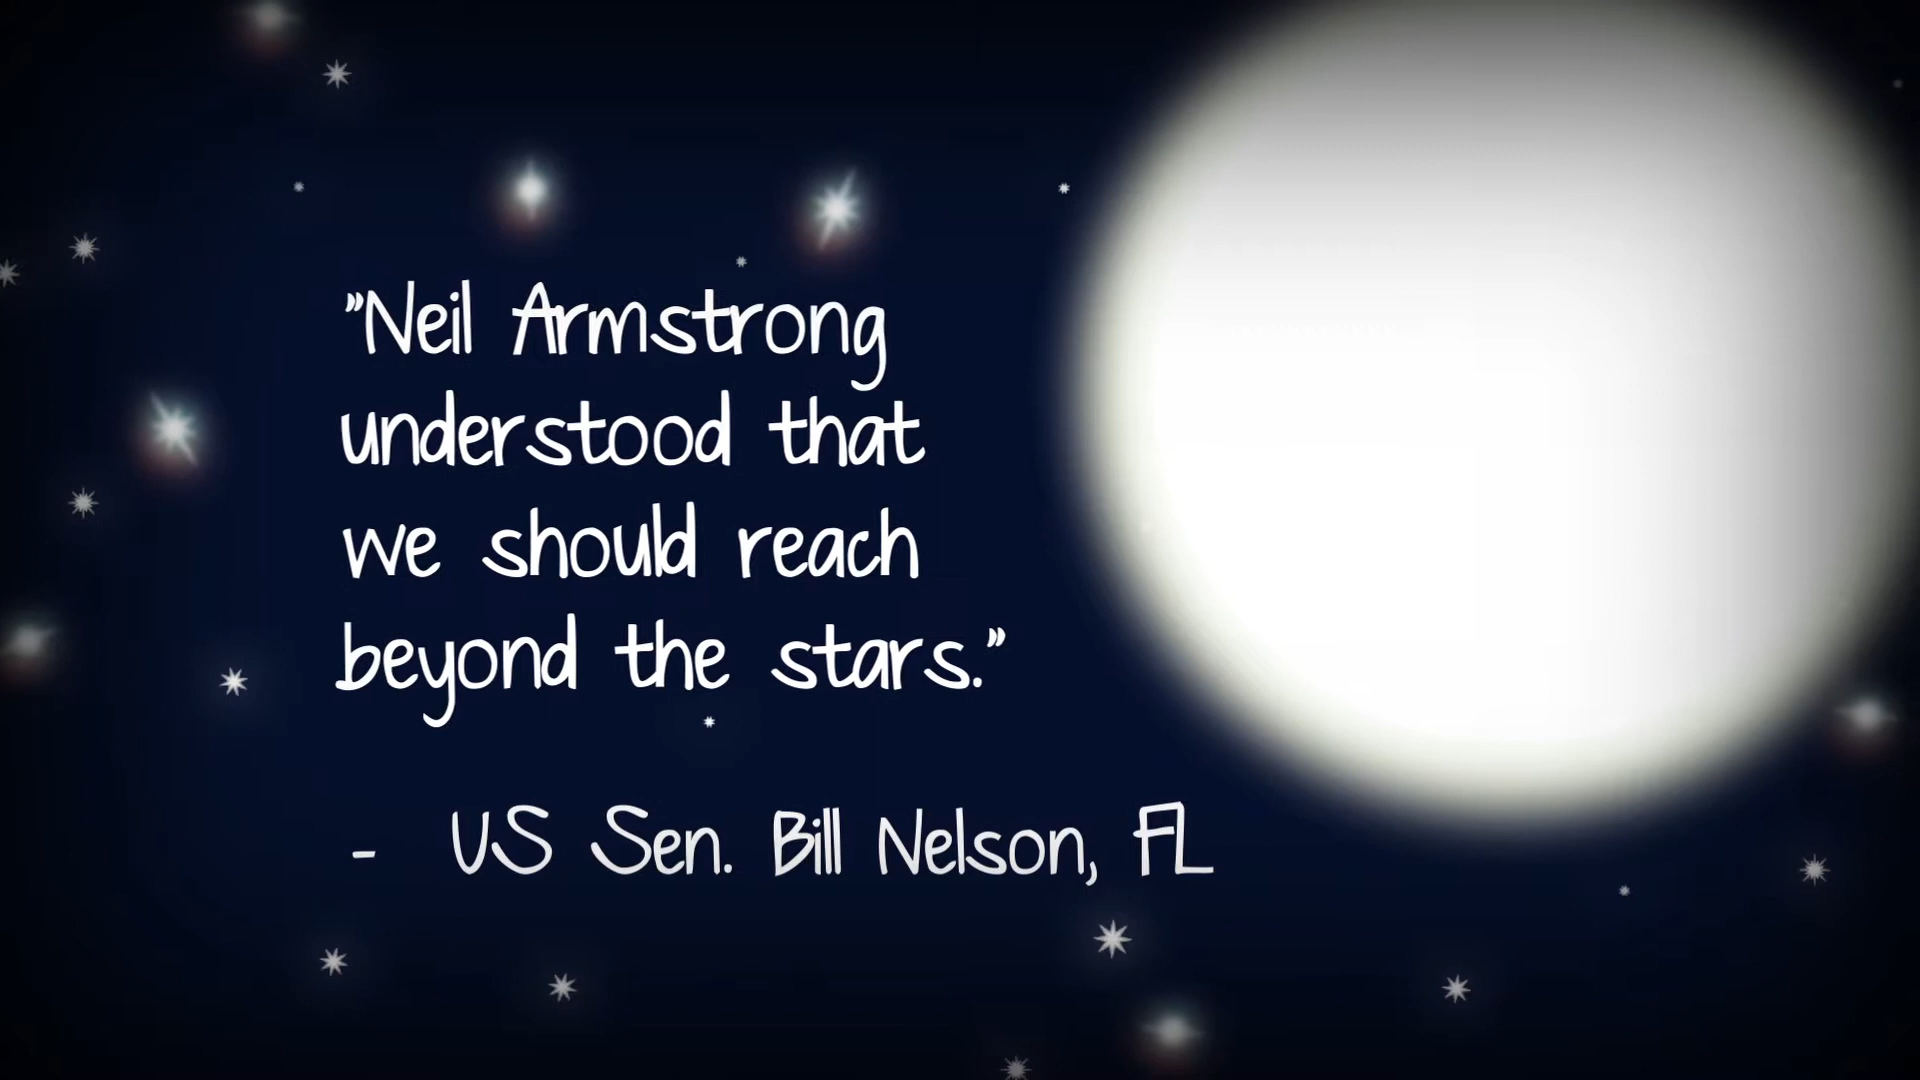 "Neil Armstrong
understood that
we should reach
beyond the stars."
- US Sen. Bill Nelson, FL